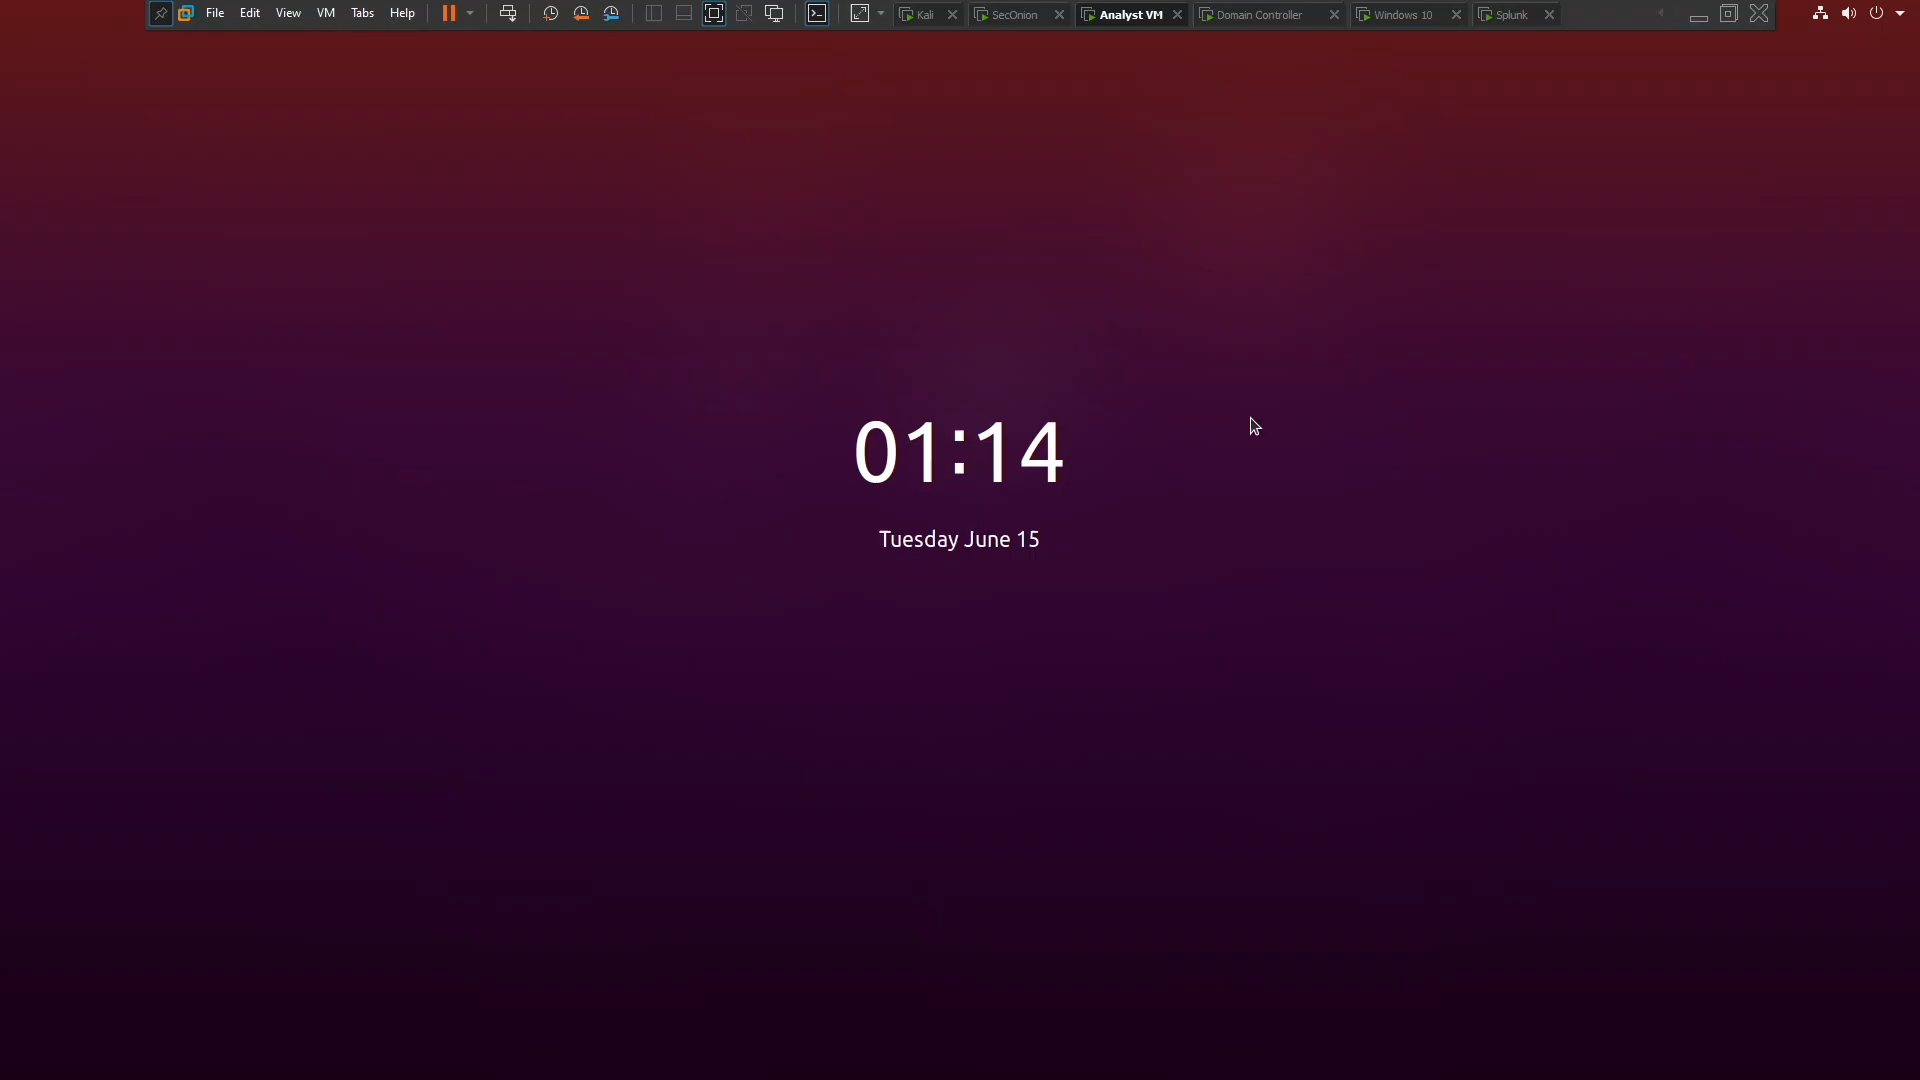 File Edit View VM Tabs Help Kali SecOnion Analyst VM Domain Controller Windows 10 Splunk
01:14
Tuesday June 15